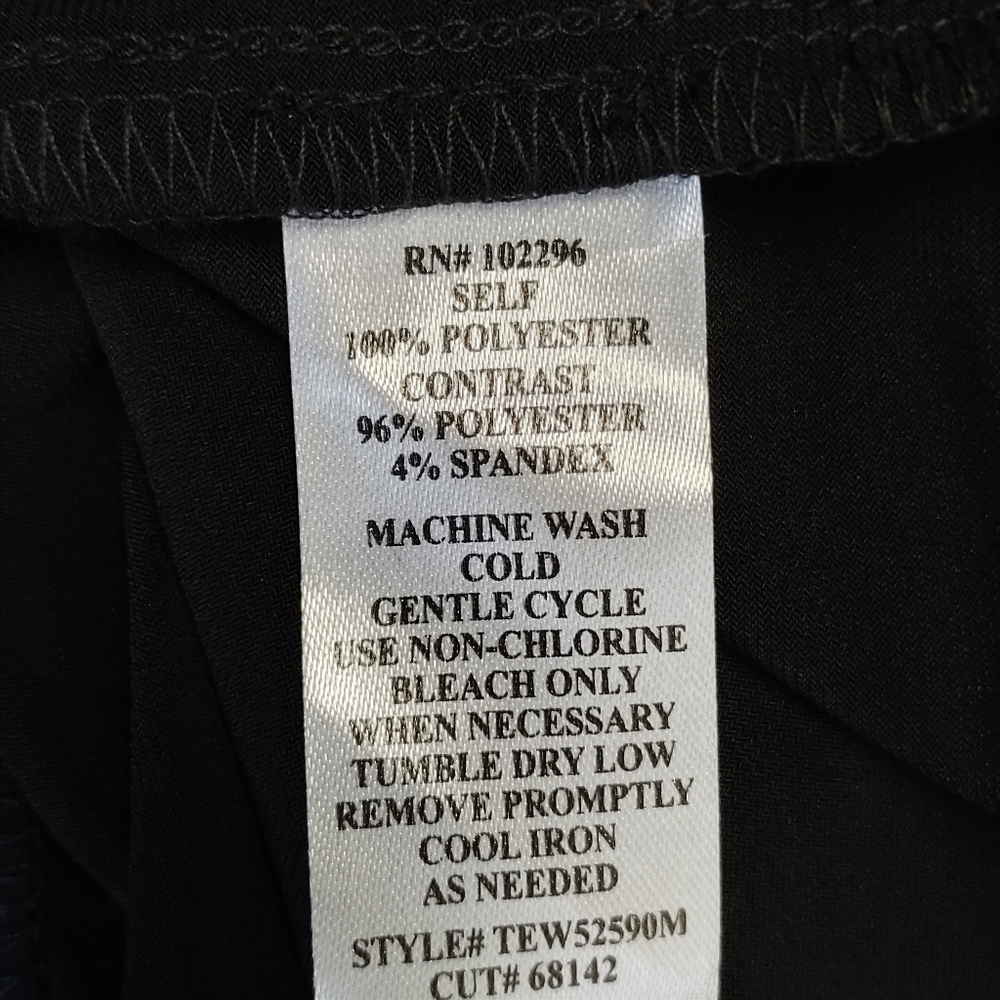 RN# 102296
SELF
100% POLYESTER
CONTRAST
96% POLYESTER
4% SPANDEX
MACHINE WASH
COLD
GENTLE CYCLE
USE NON-CHLORINE
BLEACH ONLY
WHEN NECESSARY
TUMBLE DRY LOW
REMOVE PROMPTLY
COOL IRON
AS NEEDED
STYLE# TEW52590M
CUT# 68142